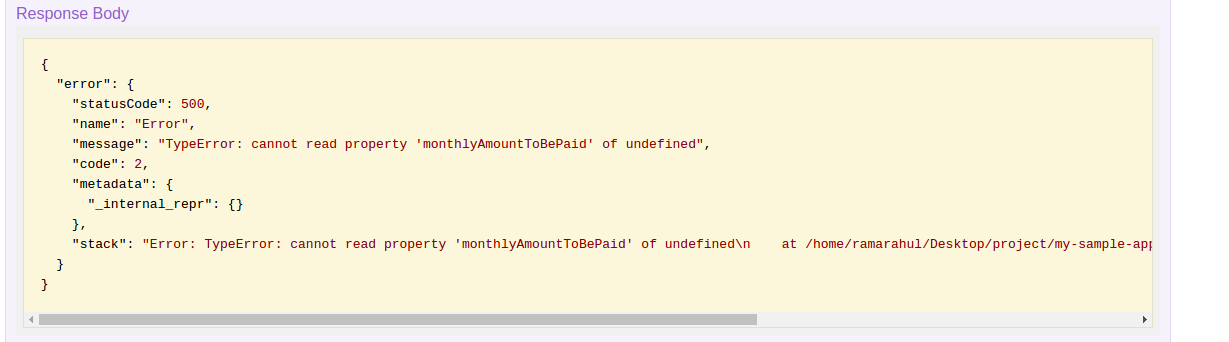 Response Body
{
  "error": {
    "statusCode": 500,
    "name": "Error",
    "message": "TypeError: cannot read property 'monthlyAmountToBePaid' of undefined",
    "code": 2,
    "metadata": {
      "_internal_repr": {}
    },
    "stack": "Error: TypeError: cannot read property 'monthlyAmountToBePaid' of undefined\n    at /home/ramarahul/Desktop/project/my-sample-app
  }
}